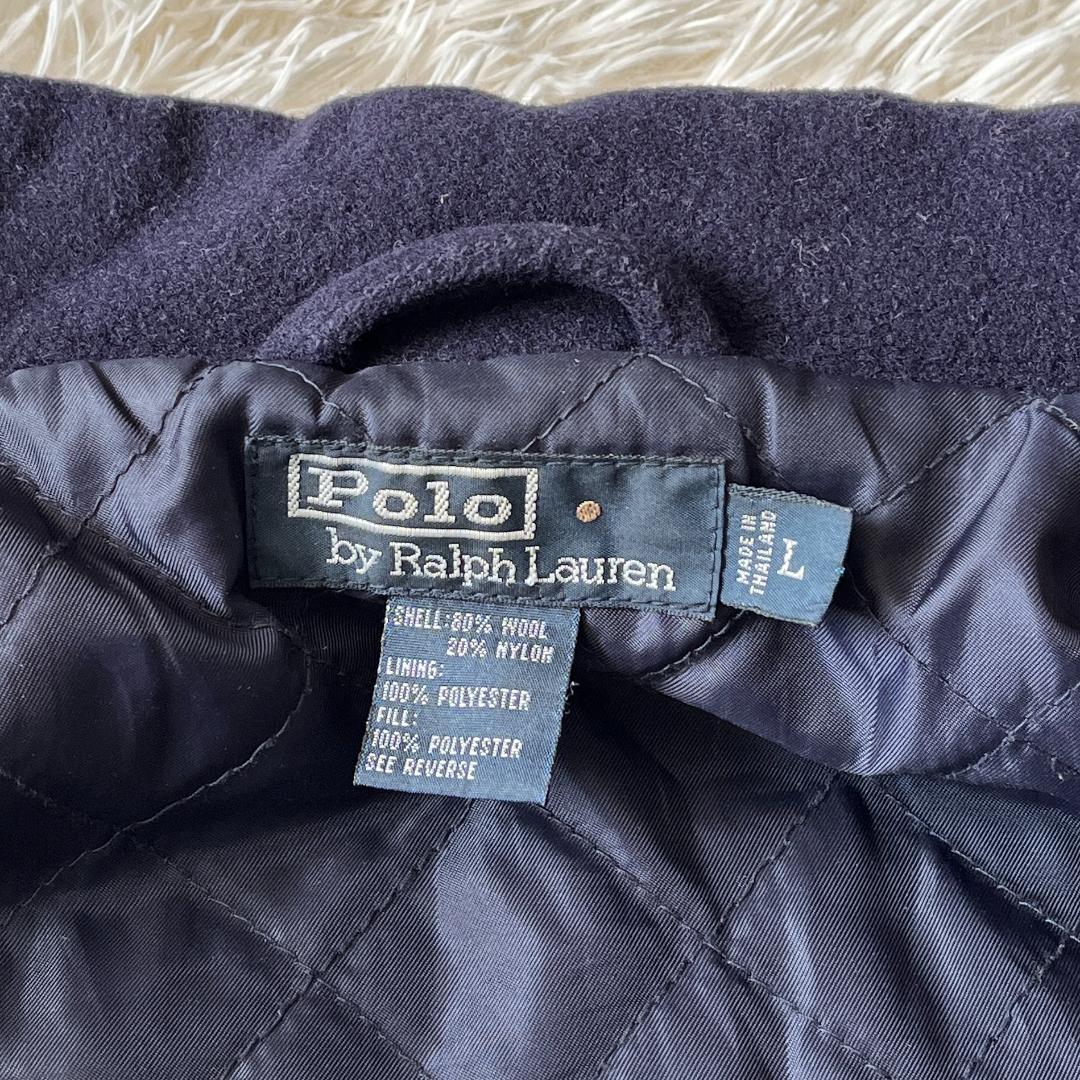 Polo
by Ralph Lauren
MADE IN
THAILAND
L
SHELL:80% WOOL
20% NYLON
LINING:
100% POLYESTER
FILL:
100% POLYESTER
SEE REVERSE